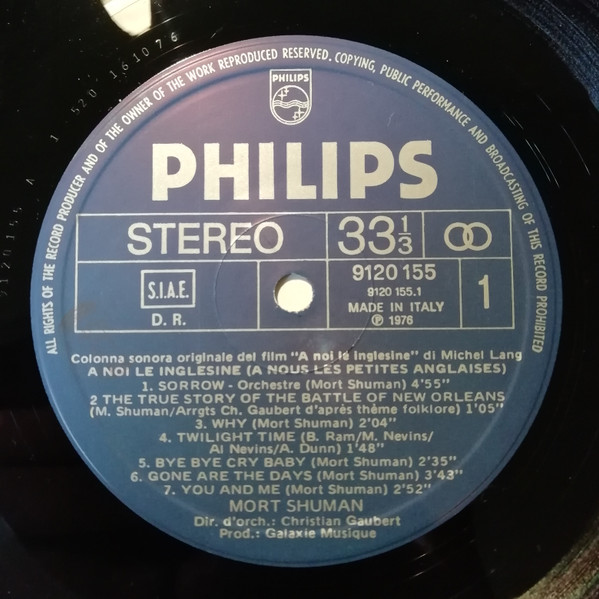 ALL RIGHTS OF THE RECORD PRODUCER AND OF THE OWNER OF THE WORK REPRODUCED RESERVED. COPYING, PUBLIC PERFORMANCE AND BROADCASTING OF THIS RECORD PROHIBITED
1 520 161076
PHILIPS
PHILIPS
STEREO 33 1/3
S.I.A.E. 9120 155 1
9120 155.1
D. R. MADE IN ITALY
Ⓟ 1976
Colonna sonora originale del film "A noi le inglesine" di Michel Lang
A NOI LE INGLESINE (A NOUS LES PETITES ANGLAISES)
1. SORROW - Orchestre (Mort Shuman) 4'55"
2 THE TRUE STORY OF THE BATTLE OF NEW ORLEANS
(M. Shuman/Arrgts Ch. Gaubert d'après thème folklore) 1'05"
3. WHY (Mort Shuman) 2'04"
4. TWILIGHT TIME (B. Ram/M. Nevins/
Al Nevins/A. Dunn) 1'48"
5. BYE BYE CRY BABY (Mort Shuman) 2'35"
6. GONE ARE THE DAYS (Mort Shuman) 3'43"
7. YOU AND ME (Mort Shuman) 2'52"
MORT SHUMAN
Dir. d'orch.: Christian Gaubert
Prod.: Galaxie Musique